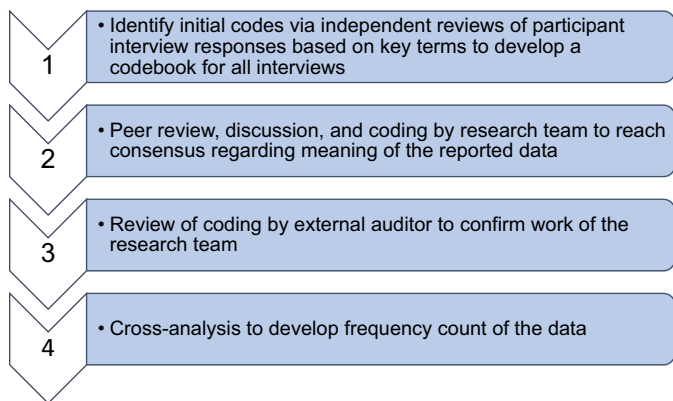 1
• Identify initial codes via independent reviews of participant
interview responses based on key terms to develop a
codebook for all interviews
2
• Peer review, discussion, and coding by research team to reach
consensus regarding meaning of the reported data
3
• Review of coding by external auditor to confirm work of the
research team
4
• Cross-analysis to develop frequency count of the data